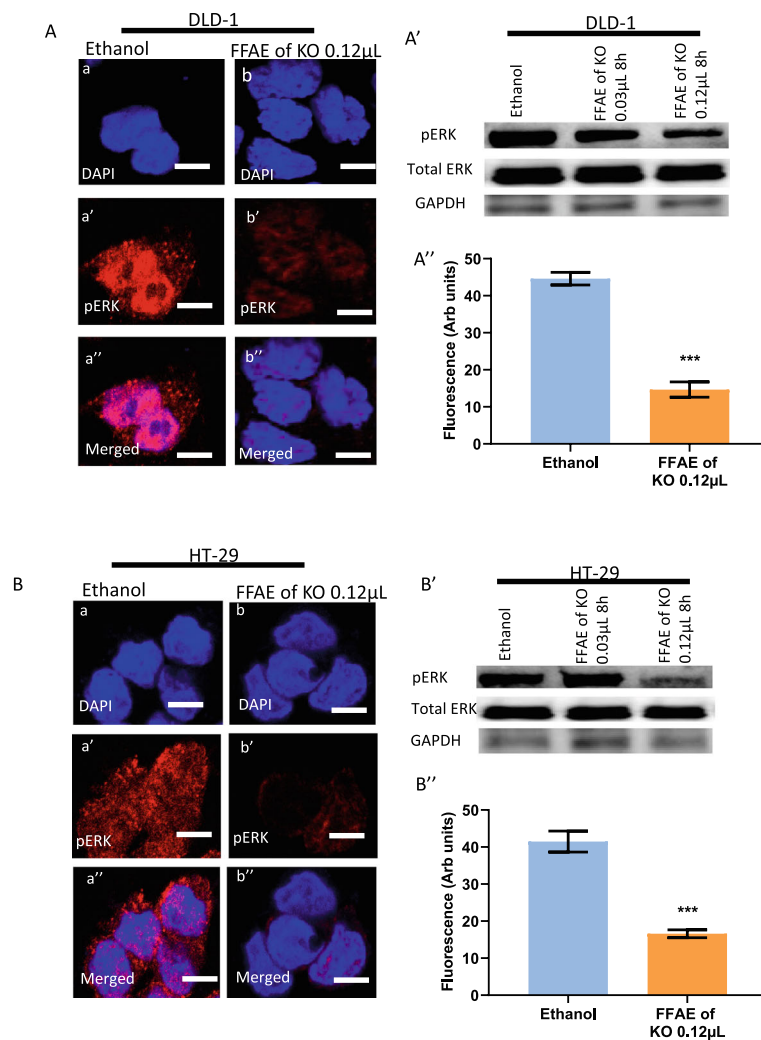 A
DLD-1
Ethanol
FFAE of KO 0.12µL
a
DAPI
b
DAPI
a'
pERK
b'
pERK
a''
Merged
b''
Merged
A'
DLD-1
Ethanol
FFAE of KO
0.03µL 8h
FFAE of KO
0.12µL 8h
pERK
Total ERK
GAPDH
A''
Fluorescence (Arb units)
50
40
30
20
10
0
***
Ethanol
FFAE of
KO 0.12µL
B
HT-29
Ethanol
FFAE of KO 0.12µL
a
DAPI
b
DAPI
a'
pERK
b'
pERK
a''
Merged
b''
Merged
B'
HT-29
Ethanol
FFAE of KO
0.03µL 8h
FFAE of KO
0.12µL 8h
pERK
Total ERK
GAPDH
B''
Fluorescence (Arb units)
50
40
30
20
10
0
***
Ethanol
FFAE of
KO 0.12µL